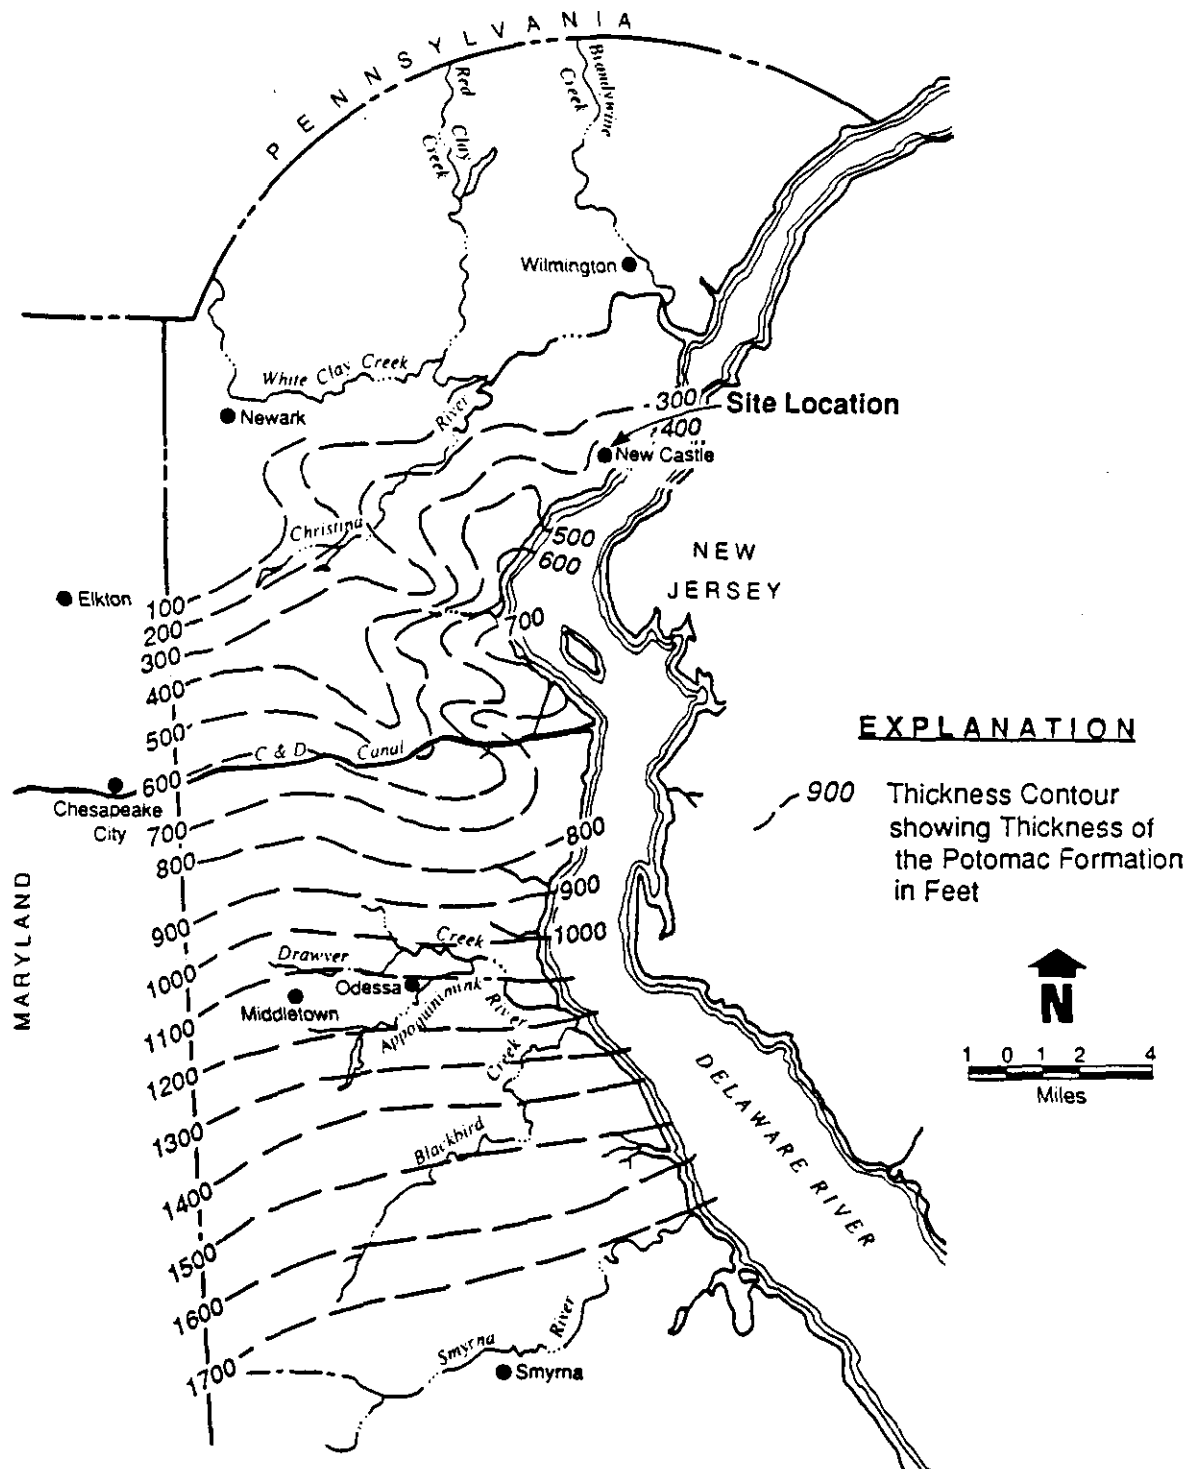 PENNSYLVANIA
Red
Clay
Creek
Brandywine
Creek
Wilmington
White Clay Creek
Newark
River
300
Site Location
400
New Castle
Christina
500
600
NEW
JERSEY
Elkton
100
200
300
700
400
500
C & D Canal
EXPLANATION
600
Chesapeake
City
900 Thickness Contour
showing Thickness of
the Potomac Formation
in Feet
700
800
800
MARYLAND
900
900
1000
Drawyer Creek
1000
N
Odessa
Middletown
Appoquinimink River
1100
1 0 1 2 4
Miles
1200
Creek
DELAWARE RIVER
1300
Blackbird
1400
1500
1600
Smyrna River
1700
Smyrna